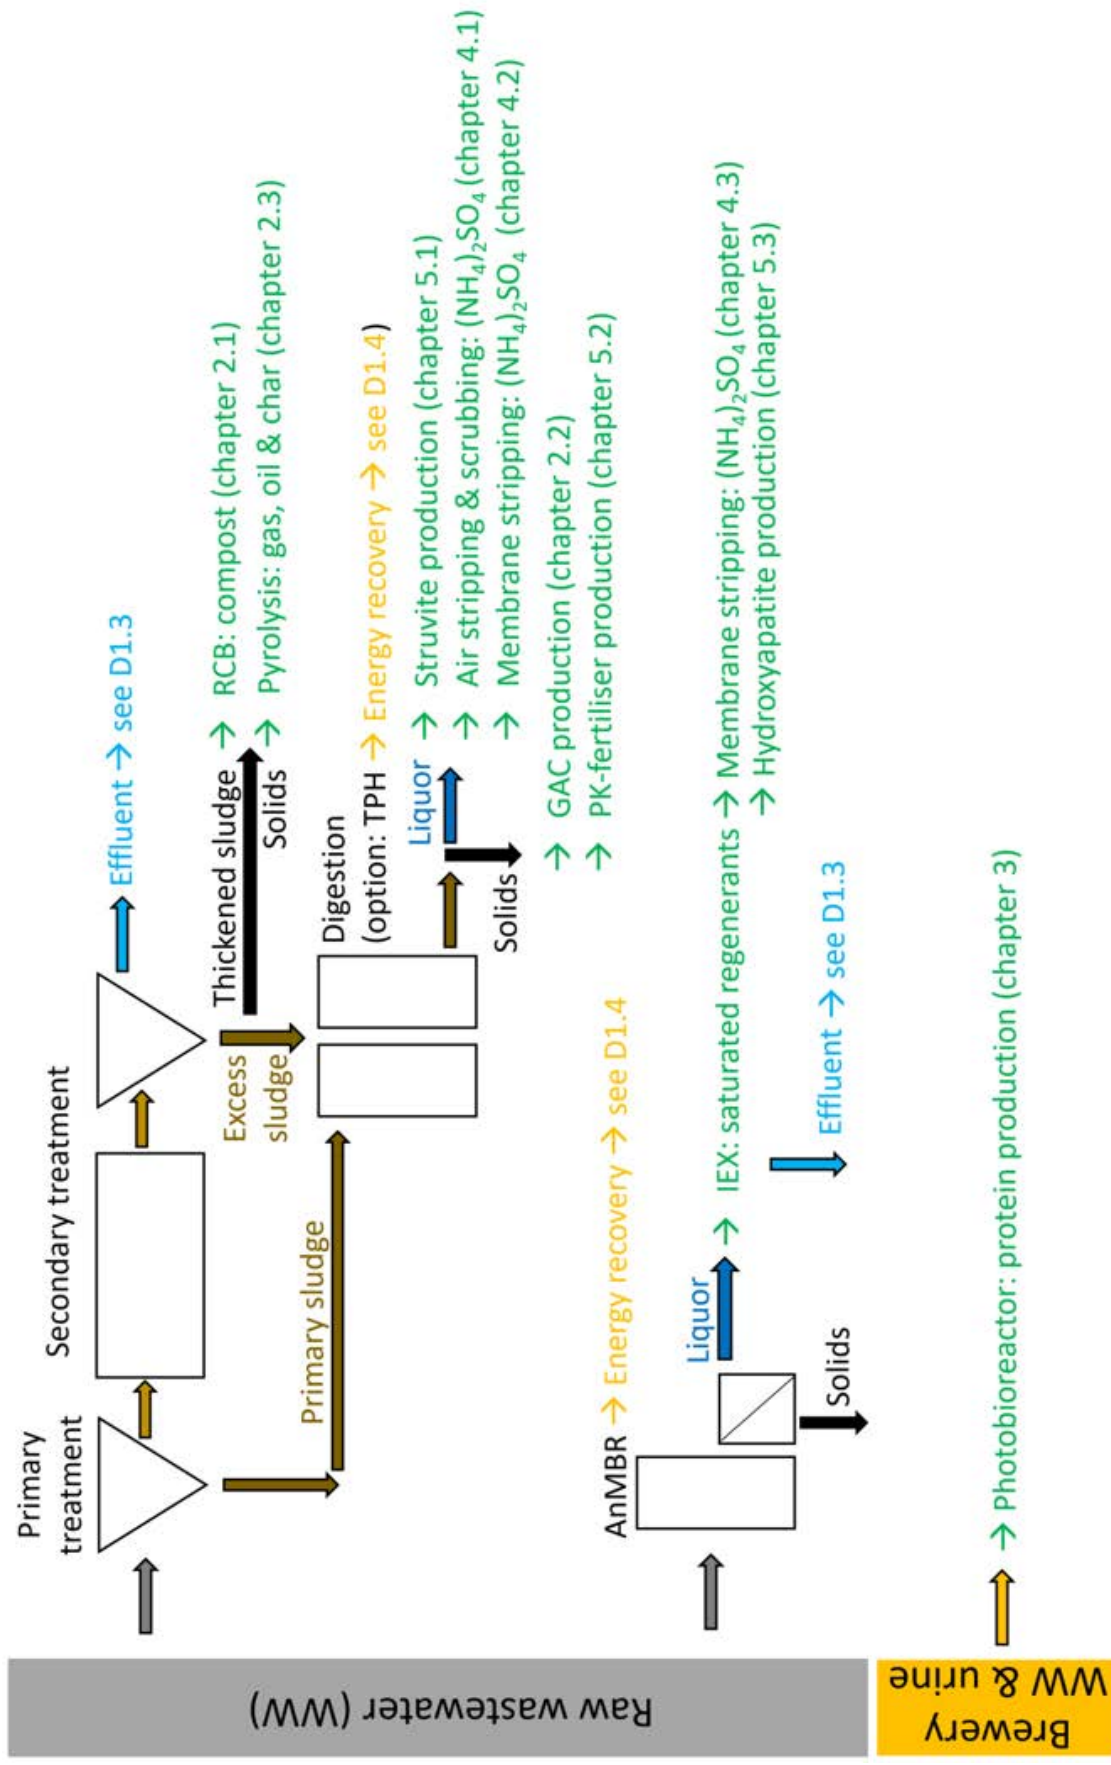 Raw wastewater (WW)
Primary
treatment
Secondary treatment
Effluent → see D1.3
Thickened sludge
Solids
→ RCB: compost (chapter 2.1)
→ Pyrolysis: gas, oil & char (chapter 2.3)
Excess
sludge
Primary sludge
Digestion
(option: TPH → Energy recovery → see D1.4)
Liquor
→ Struvite production (chapter 5.1)
→ Air stripping & scrubbing: (NH₄)₂SO₄ (chapter 4.1)
→ Membrane stripping: (NH₄)₂SO₄ (chapter 4.2)
Solids
→ GAC production (chapter 2.2)
→ PK-fertiliser production (chapter 5.2)
AnMBR → Energy recovery → see D1.4
Liquor
→ IEX: saturated regenerants → Membrane stripping: (NH₄)₂SO₄ (chapter 4.3)
→ Hydroxyapatite production (chapter 5.3)
Solids
Effluent → see D1.3
Brewery
WW & urine
→ Photobioreactor: protein production (chapter 3)